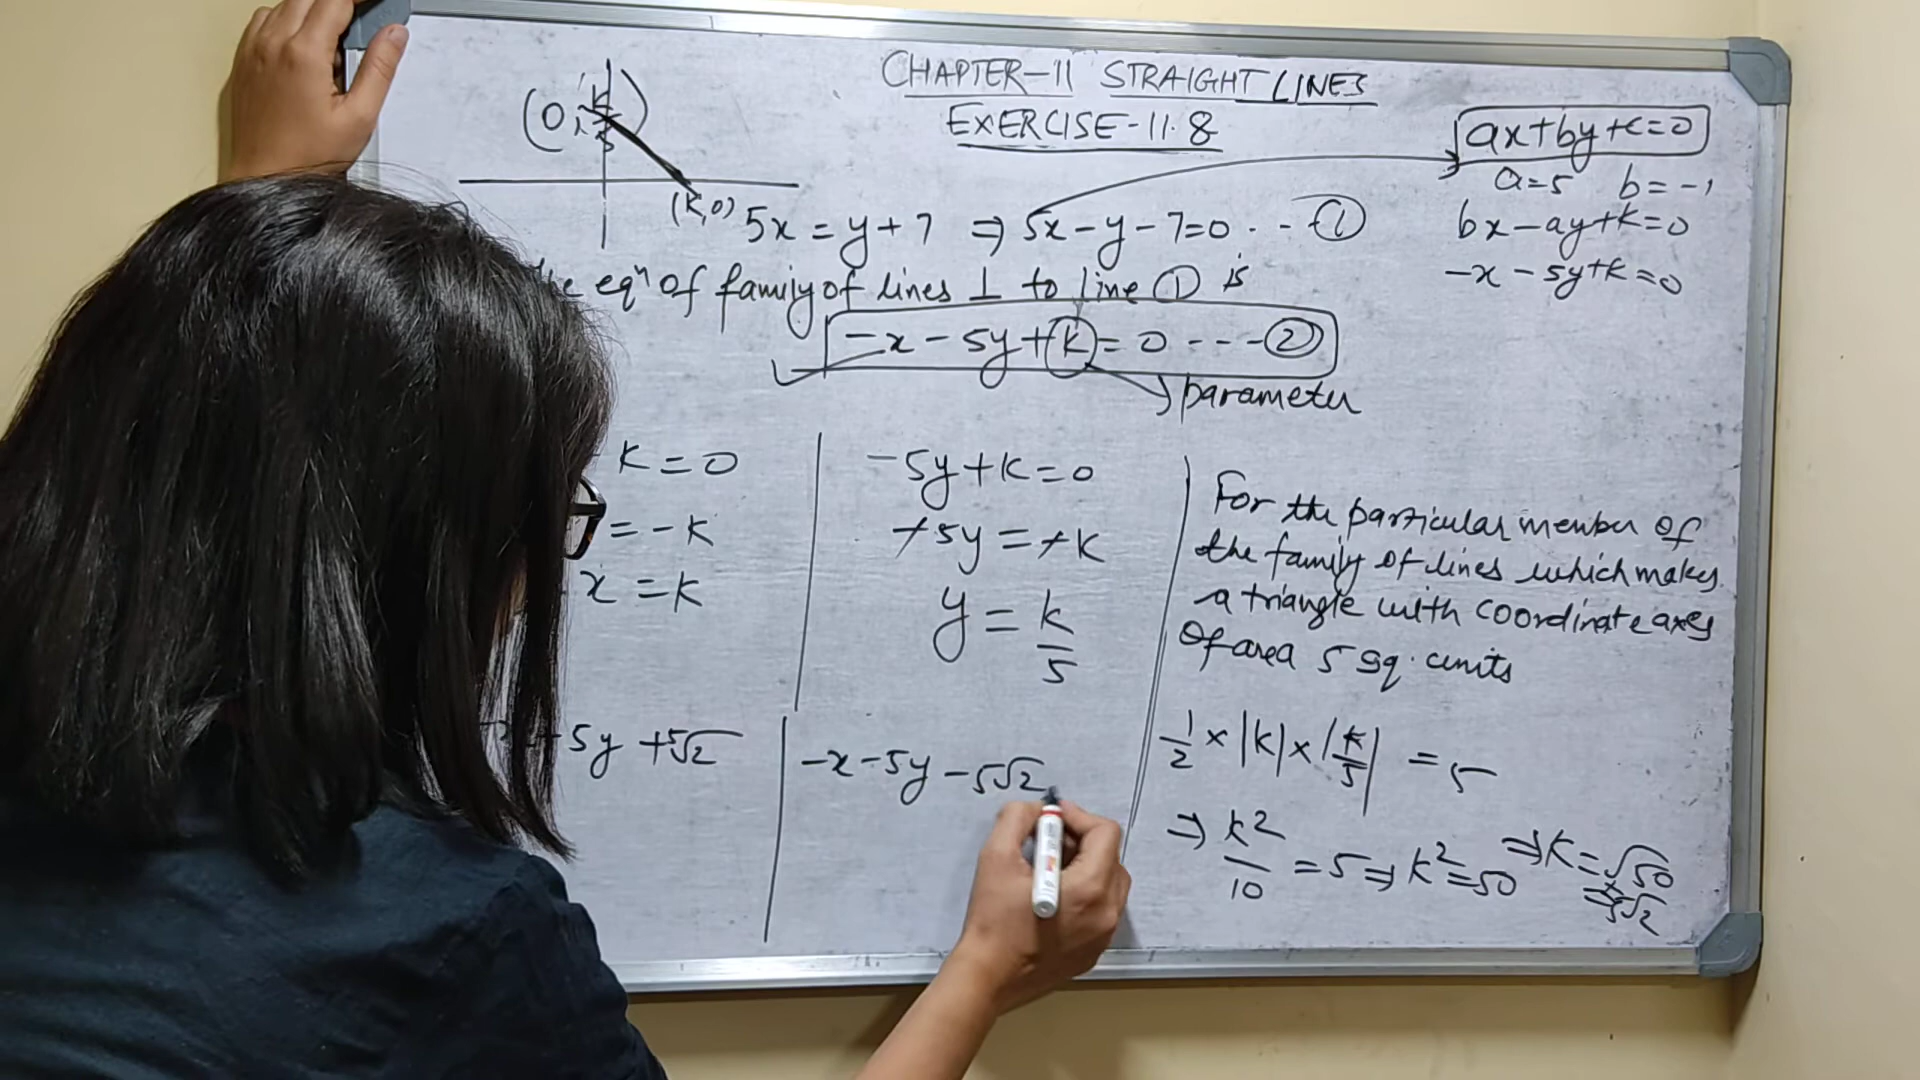 CHAPTER-11 STRAIGHT LINES
EXERCISE-11.8
(0, k/5)
(k,0)
ax+by+c=0
a=5 b=-1
bx-ay+k=0
-x-5y+k=0
5x=y+7 ⇒ 5x-y-7=0 --- ①
eqⁿ of family of lines ⊥ to line ① is
-x-5y+k=0 --- ②
parameter
k=0
=-k
x=k
-5y+k=0
+5y=+k
y=k/5
For the particular member of
the family of lines which makes
a triangle with coordinate axes
of area 5 sq. units
1/2 × |k| × |k/5| = 5
⇒ k²/10 = 5 ⇒ k²=50 ⇒ k=√50
5√2
5y+5√2
-x-5y-5√2